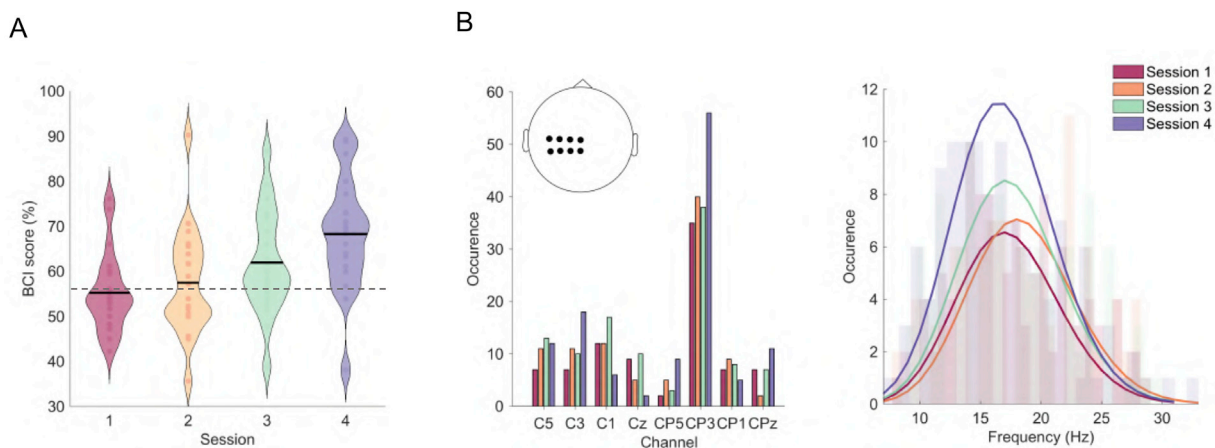 A
B
BCI score (%)
100
90
80
70
60
50
40
30
1 2 3 4
Session
Occurence
60
50
40
30
20
10
0
C5 C3 C1 Cz CP5 CP3 CP1 CPz
Channel
Session 1
Session 2
Session 3
Session 4
Occurence
12
10
8
6
4
2
0
10 15 20 25 30
Frequency (Hz)